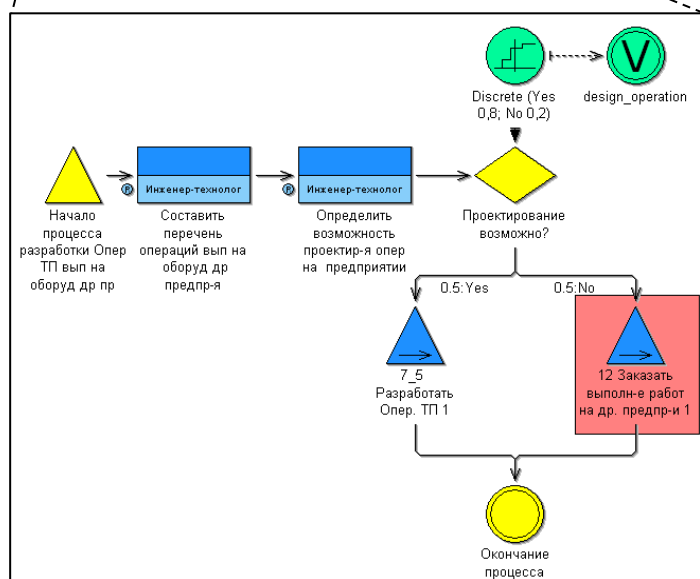 V
Discrete (Yes
0,8; No 0,2)
design_operation
Инженер-технолог
Инженер-технолог
Начало
процесса
разработки Опер
ТП вып на
оборуд др пр
Составить
перечень
операций вып на
оборуд др
предпр-я
Определить
возможность
проектир-я опер
на предприятии
Проектирование
возможно?
0.5:Yes
0.5:No
7_5
Разработать
Опер. ТП 1
12 Заказать
выполн-е работ
на др. предпр-и 1
Окончание
процесса